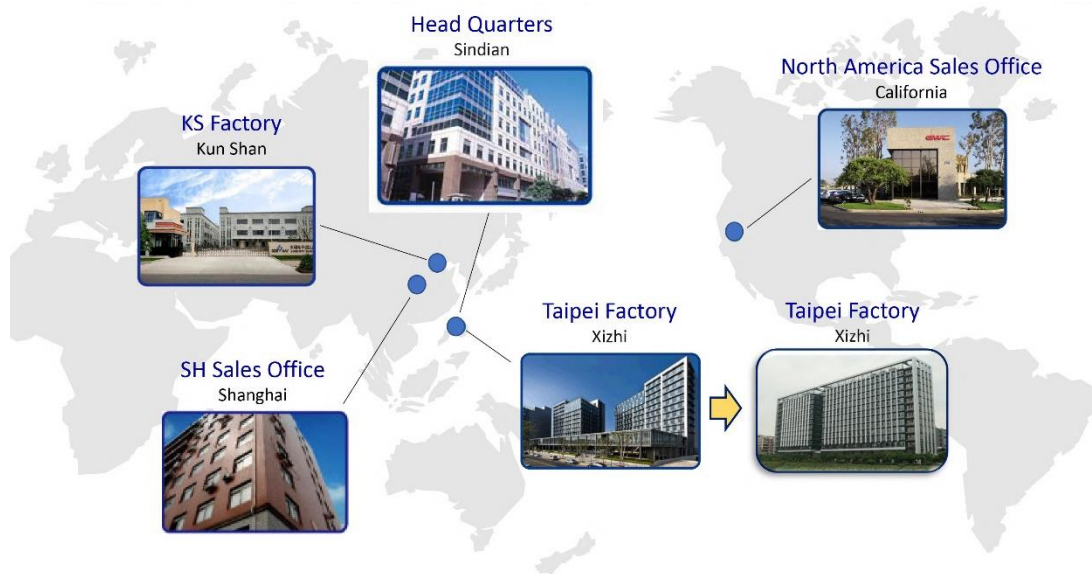 Head Quarters
Sindian
North America Sales Office
California
GWC
KS Factory
Kun Shan
Taipei Factory
Xizhi
Taipei Factory
Xizhi
SH Sales Office
Shanghai